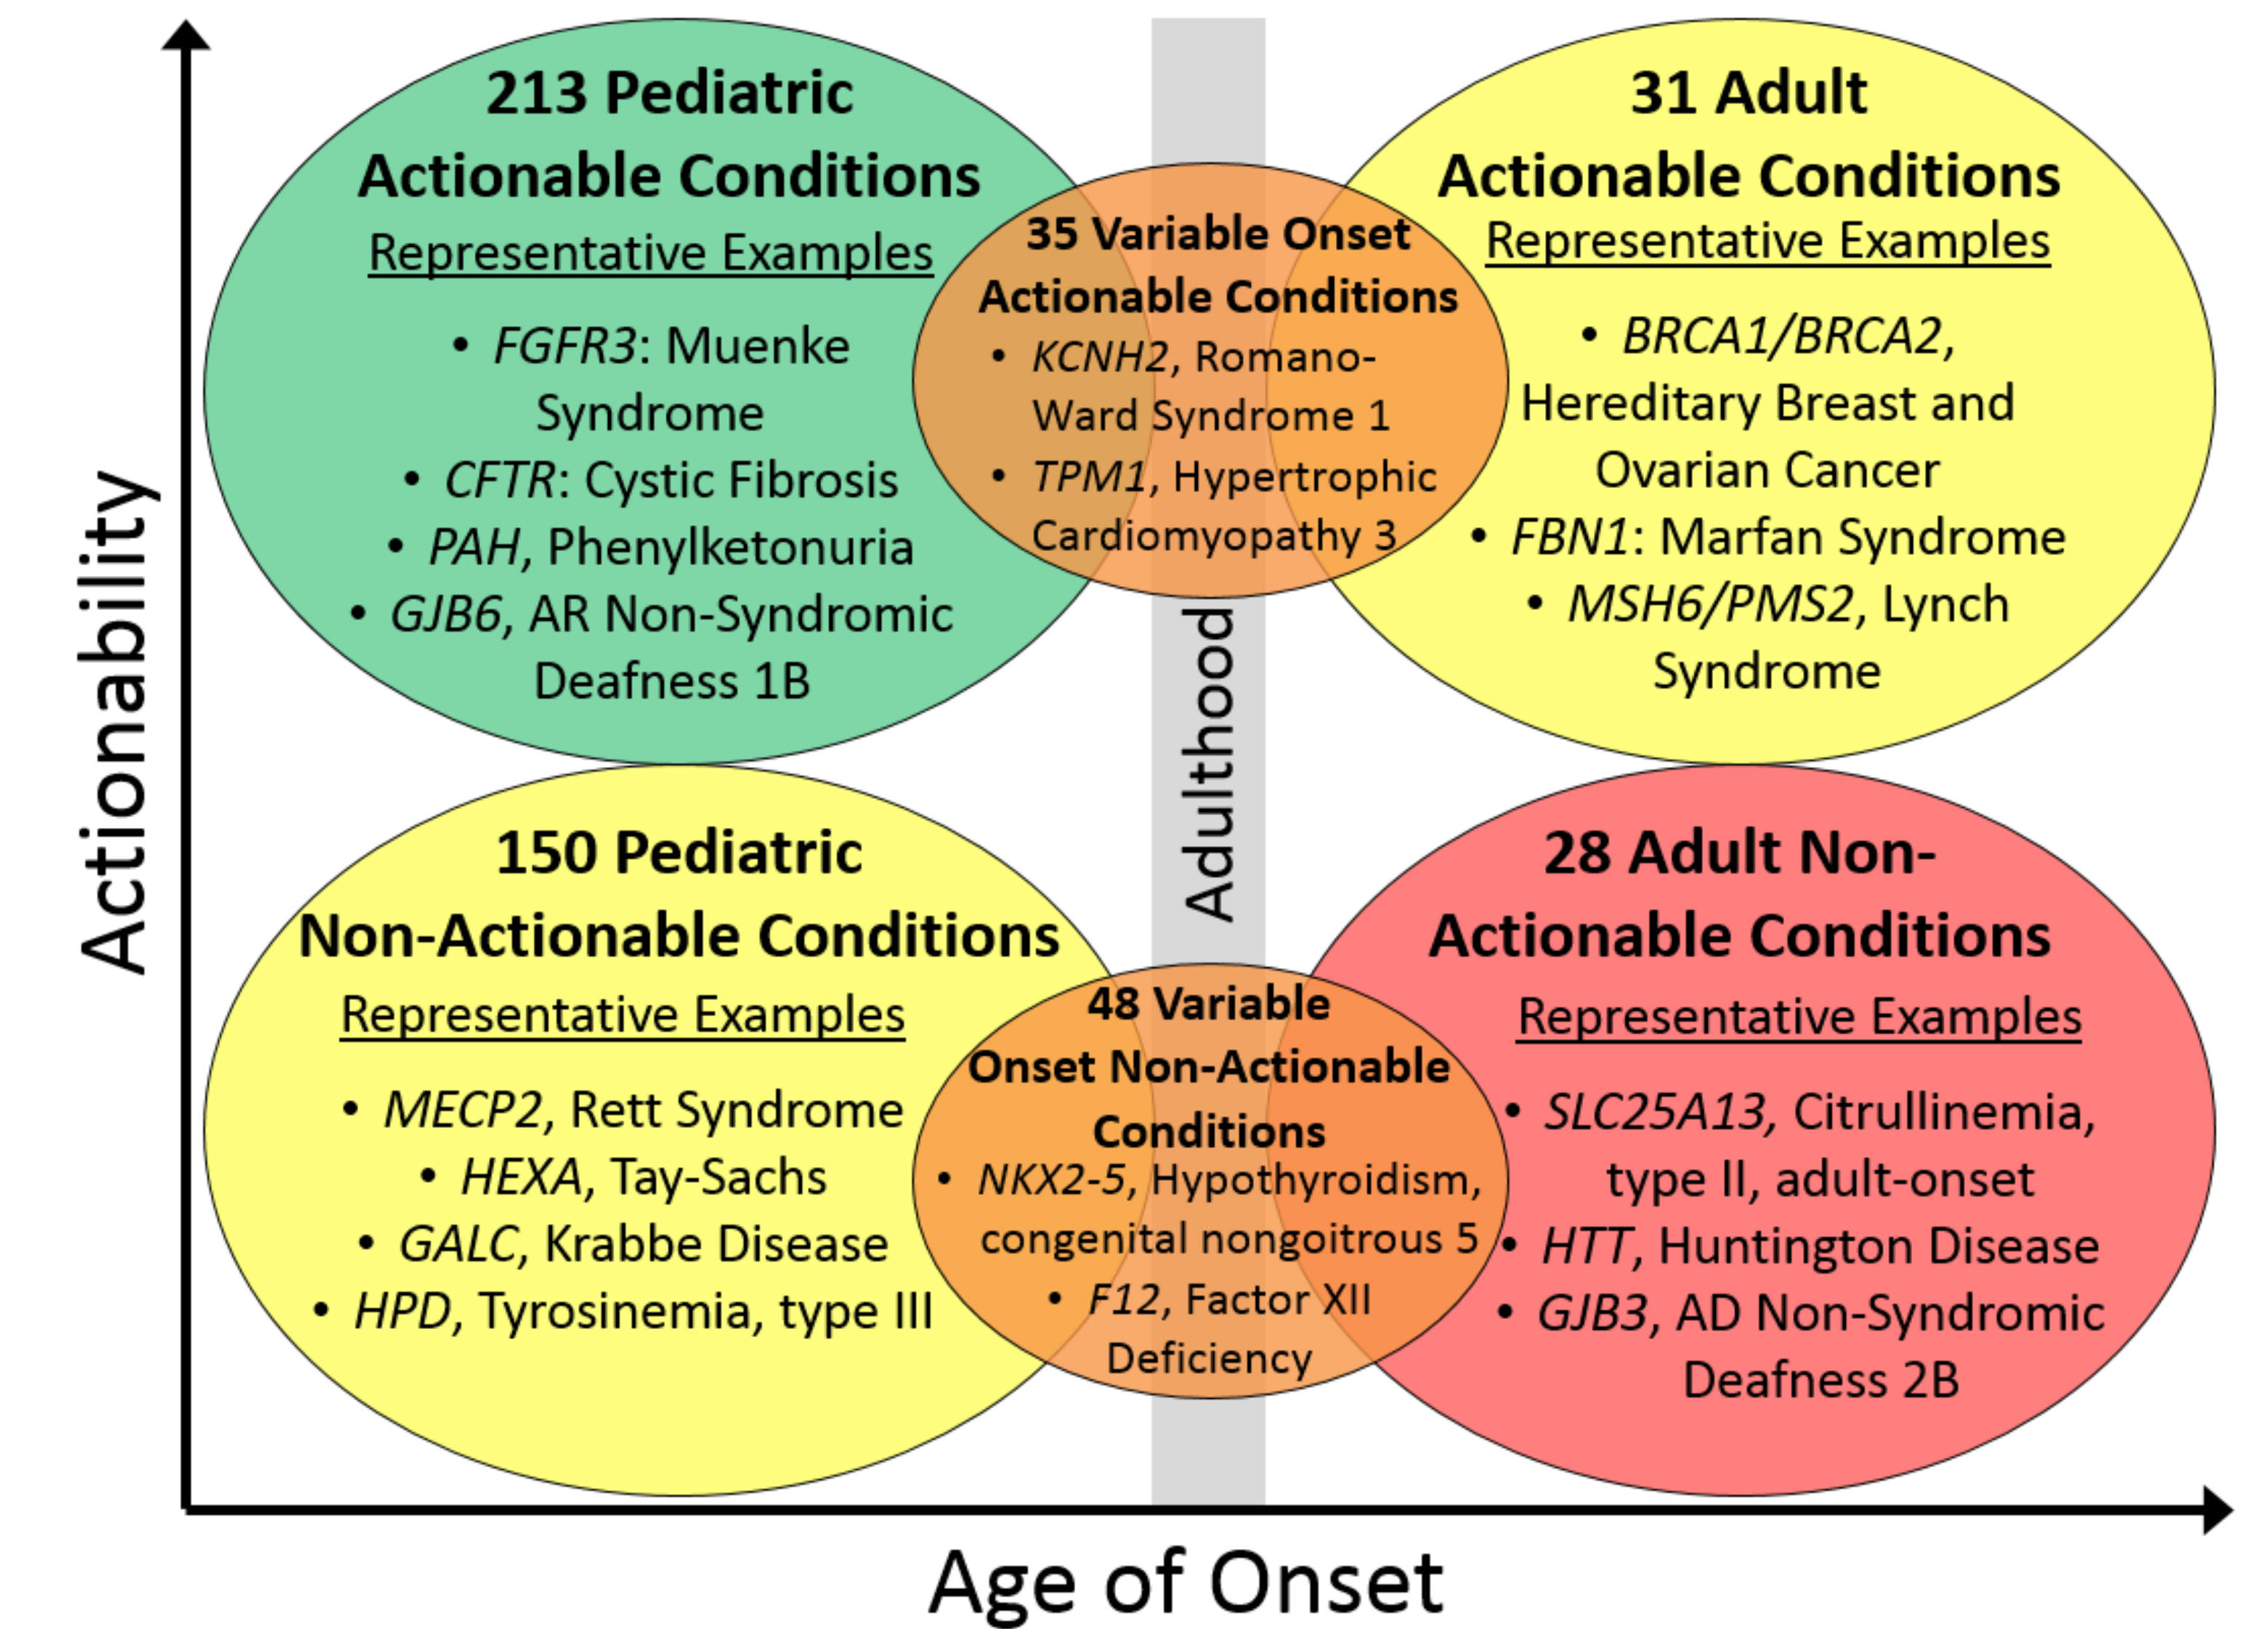 Actionability
213 Pediatric
Actionable Conditions
Representative Examples
• FGFR3: Muenke
Syndrome
• CFTR: Cystic Fibrosis
• PAH, Phenylketonuria
• GJB6, AR Non-Syndromic
Deafness 1B
35 Variable Onset
Actionable Conditions
• KCNH2, Romano-
Ward Syndrome 1
• TPM1, Hypertrophic
Cardiomyopathy 3
31 Adult
Actionable Conditions
Representative Examples
• BRCA1/BRCA2,
Hereditary Breast and
Ovarian Cancer
• FBN1: Marfan Syndrome
• MSH6/PMS2, Lynch
Syndrome
Adulthood
150 Pediatric
Non-Actionable Conditions
Representative Examples
• MECP2, Rett Syndrome
• HEXA, Tay-Sachs
• GALC, Krabbe Disease
• HPD, Tyrosinemia, type III
48 Variable
Onset Non-Actionable
Conditions
• NKX2-5, Hypothyroidism,
congenital nongoitrous 5
• F12, Factor XII
Deficiency
28 Adult Non-
Actionable Conditions
Representative Examples
• SLC25A13, Citrullinemia,
type II, adult-onset
• HTT, Huntington Disease
• GJB3, AD Non-Syndromic
Deafness 2B
Age of Onset